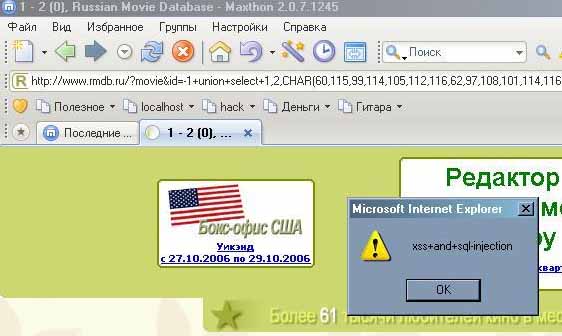 1 - 2 (0), Russian Movie Database - Maxthon 2.0.7.1245
Файл Вид Избранное Группы Настройки Справка
Поиск
http://www.rmdb.ru/?movie&id=-1+union+select+1,2,CHAR(60,115,99,114,105,112,116,62,97,108,101,114,116
Полезное localhost hack Деньги Гитара
Последние ... 1 - 2 (0), ...
Бокс-офис США
Уикэнд
с 27.10.2006 по 29.10.2006
Редактор
Microsoft Internet Explorer
xss+and+sql-injection
OK
Более 61 тысячи любителей кино в